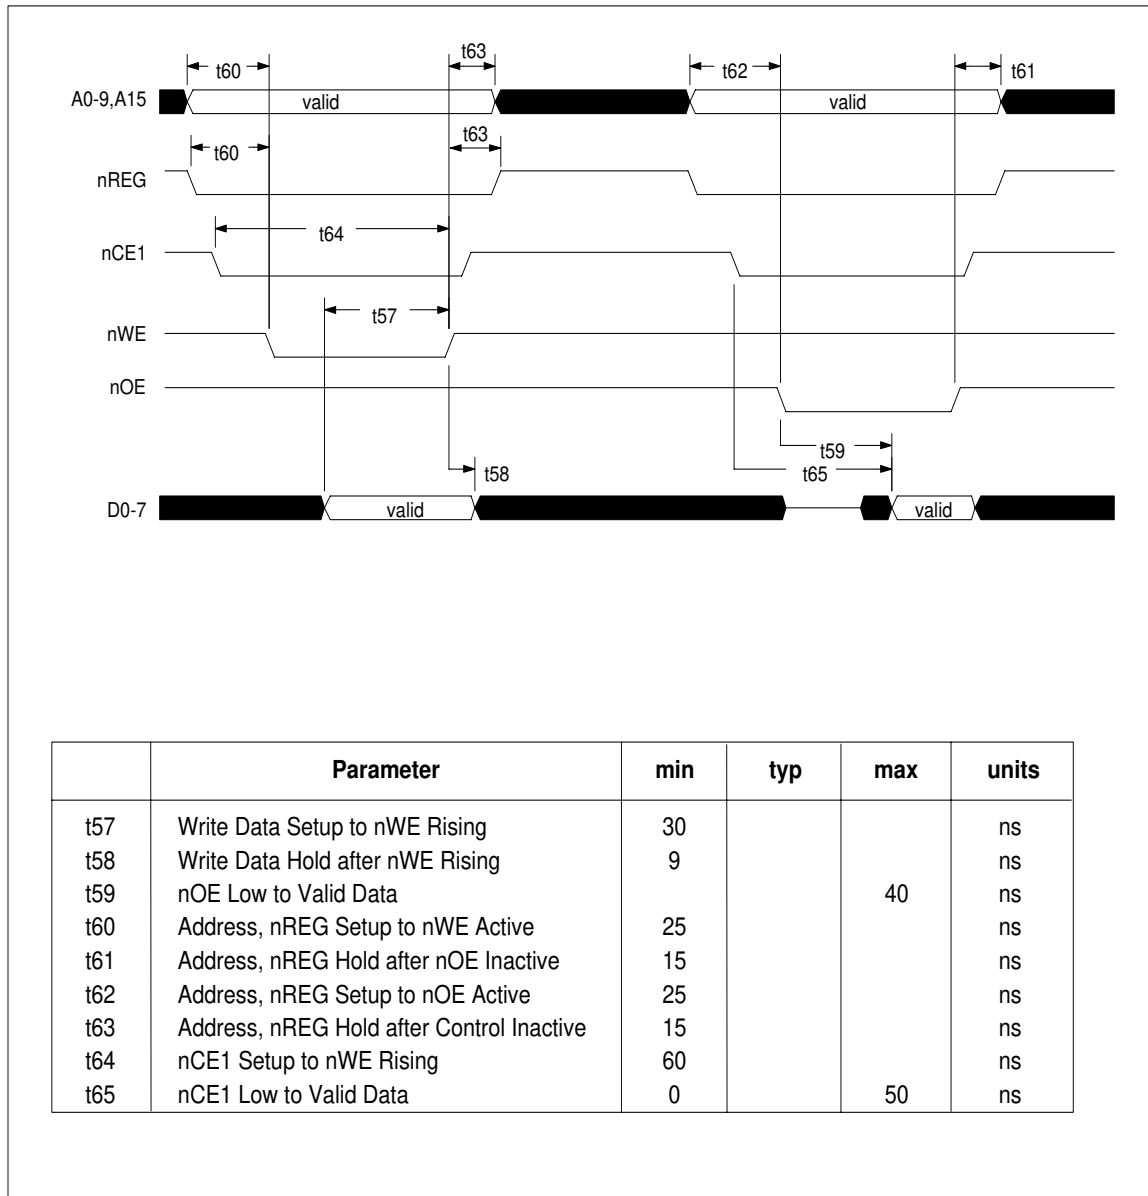 t63
t60
t62
t61
A0-9,A15
valid
valid
t63
t60
nREG
t64
nCE1
t57
nWE
nOE
t59
t58
t65
D0-7
valid
valid
Parameter min typ max units
t57 Write Data Setup to nWE Rising 30 ns
t58 Write Data Hold after nWE Rising 9 ns
t59 nOE Low to Valid Data 40 ns
t60 Address, nREG Setup to nWE Active 25 ns
t61 Address, nREG Hold after nOE Inactive 15 ns
t62 Address, nREG Setup to nOE Active 25 ns
t63 Address, nREG Hold after Control Inactive 15 ns
t64 nCE1 Setup to nWE Rising 60 ns
t65 nCE1 Low to Valid Data 0 50 ns